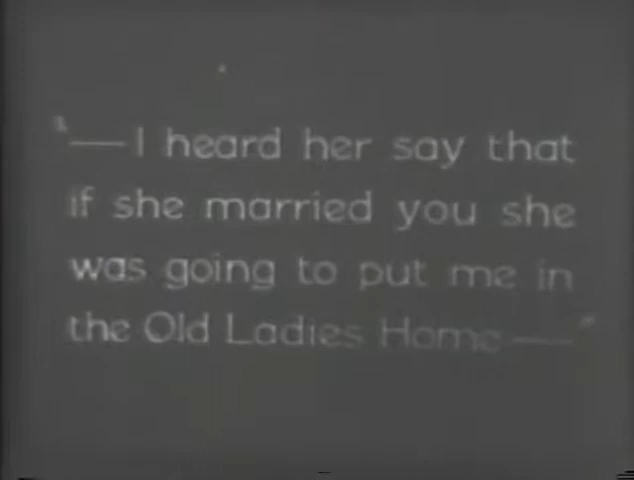 "—I heard her say that
if she married you she
was going to put me in
the Old Ladies Home—"